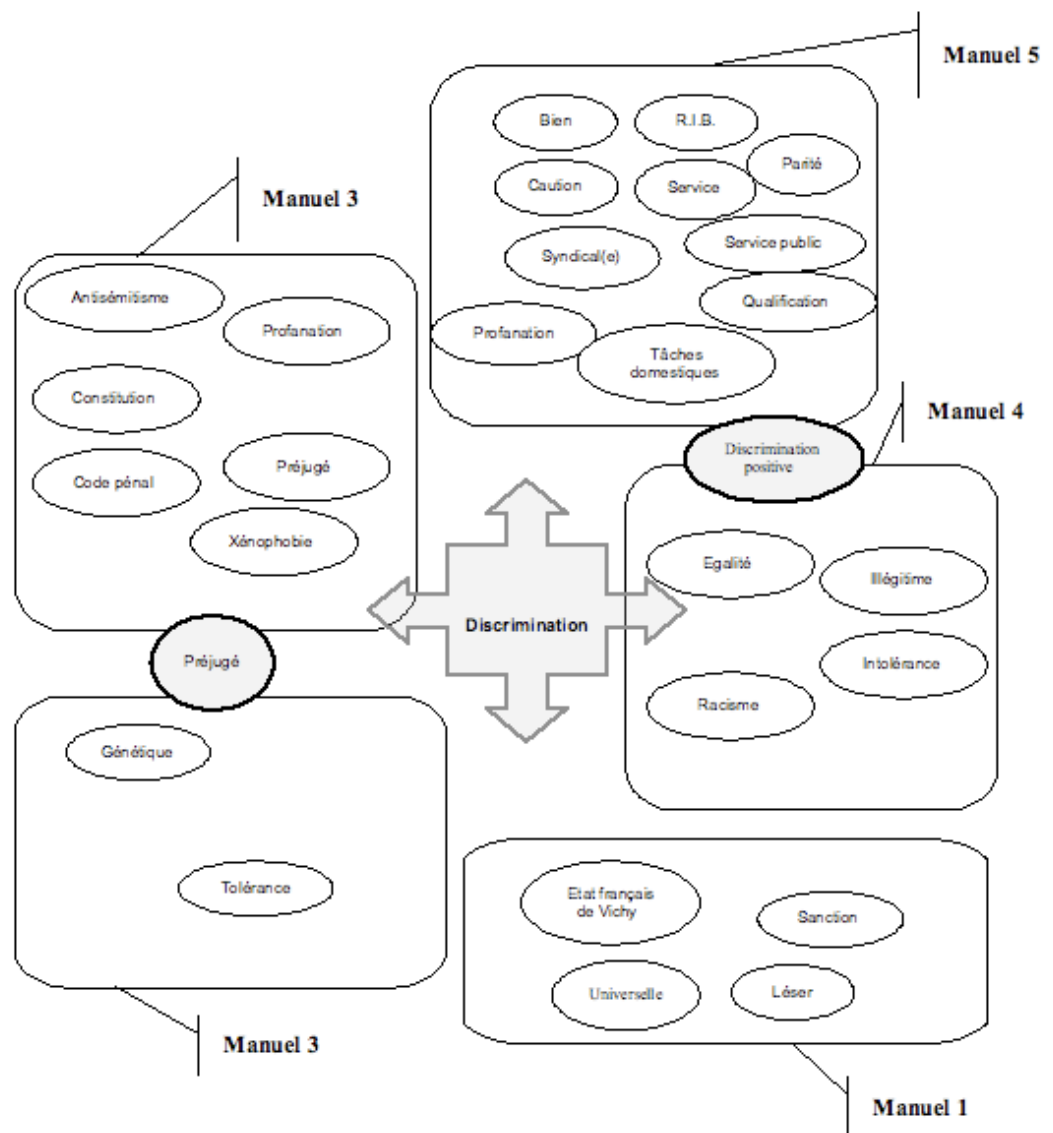 Manuel 5
Bien
R.I.B.
Parité
Caution
Service
Syndical(e)
Service public
Qualification
Profanation
Tâches
domestiques
Manuel 3
Antisémitisme
Profanation
Constitution
Préjugé
Code pénal
Xénophobie
Manuel 4
Discrimination
positive
Egalité
Illégitime
Intolérance
Racisme
Discrimination
Préjugé
Génétique
Tolérance
Manuel 3
Etat français
de Vichy
Sanction
Universelle
Léser
Manuel 1